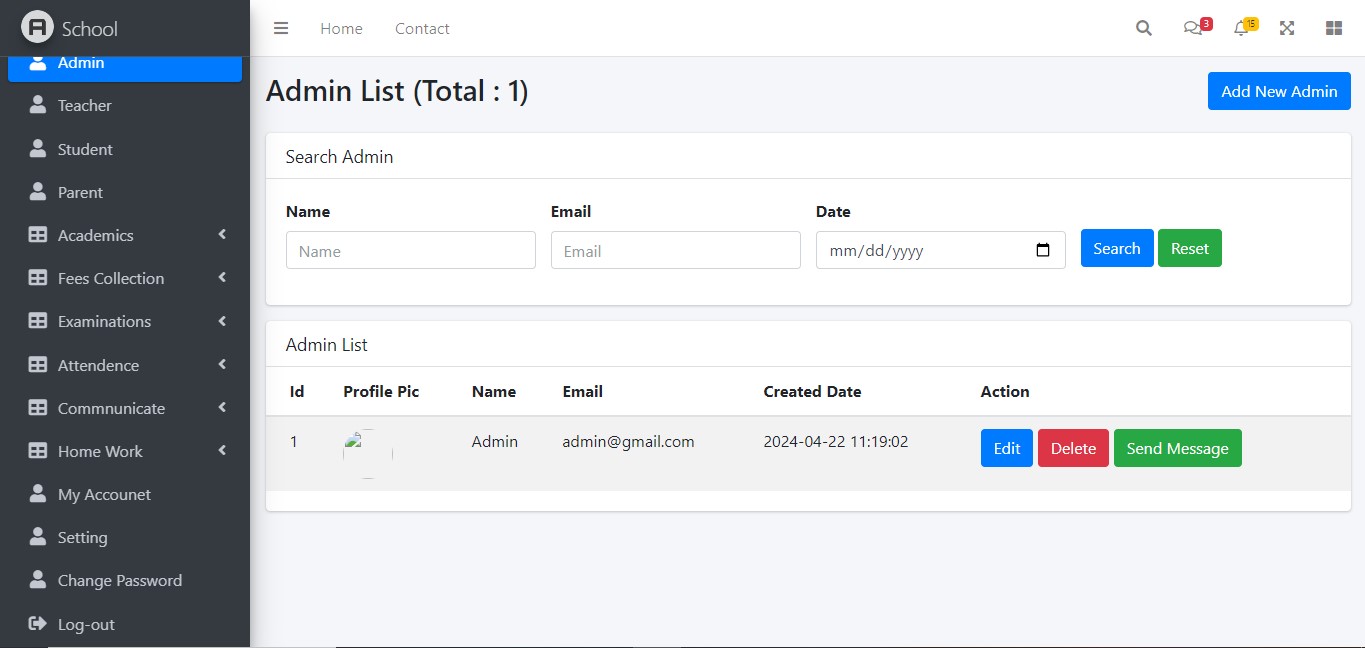 School
Home Contact 3 15
Admin
Teacher
Student
Parent
Academics
Fees Collection
Examinations
Attendence
Commnunicate
Home Work
My Accounet
Setting
Change Password
Log-out
Admin List (Total : 1)
Add New Admin
Search Admin
Name Email Date
Name Email mm/dd/yyyy Search Reset
Admin List
Id Profile Pic Name Email Created Date Action
1 Admin admin@gmail.com 2024-04-22 11:19:02 Edit Delete Send Message